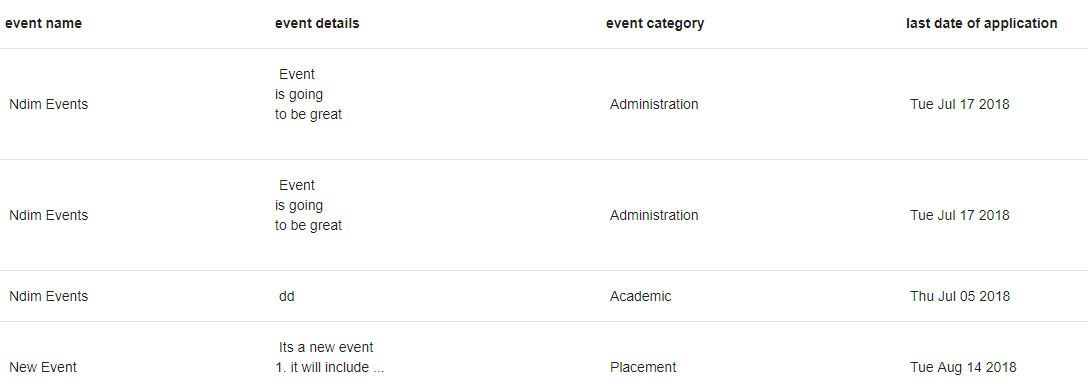 event name event details event category last date of application
Event
is going
Ndim Events Administration Tue Jul 17 2018
to be great
Event
is going
Ndim Events Administration Tue Jul 17 2018
to be great
Ndim Events dd Academic Thu Jul 05 2018
Its a new event
New Event 1. it will include ... Placement Tue Aug 14 2018